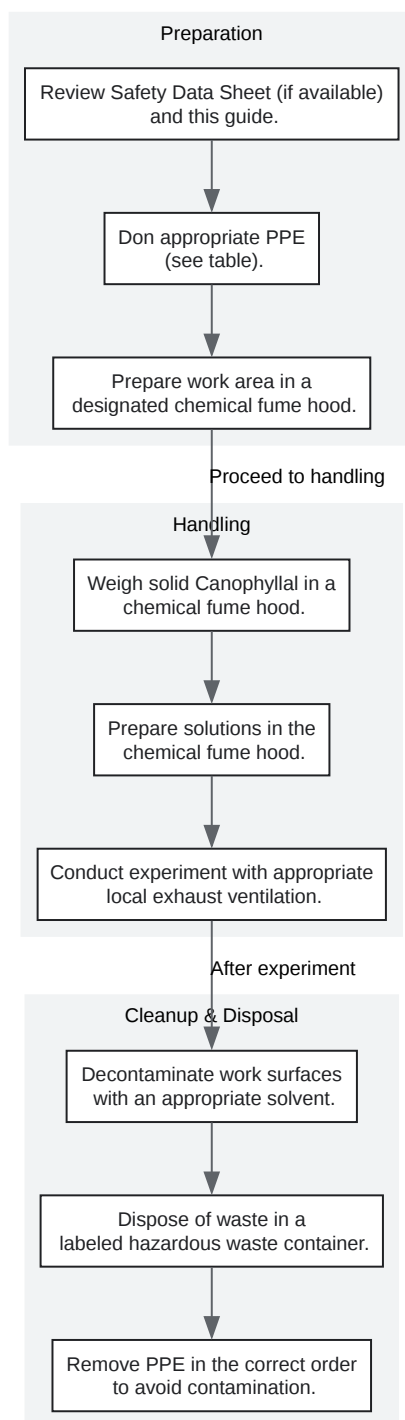 Preparation
Review Safety Data Sheet (if available)
and this guide.
Don appropriate PPE
(see table).
Prepare work area in a
designated chemical fume hood.
Proceed to handling
Handling
Weigh solid Canophyllal in a
chemical fume hood.
Prepare solutions in the
chemical fume hood.
Conduct experiment with appropriate
local exhaust ventilation.
After experiment
Cleanup & Disposal
Decontaminate work surfaces
with an appropriate solvent.
Dispose of waste in a
labeled hazardous waste container.
Remove PPE in the correct order
to avoid contamination.